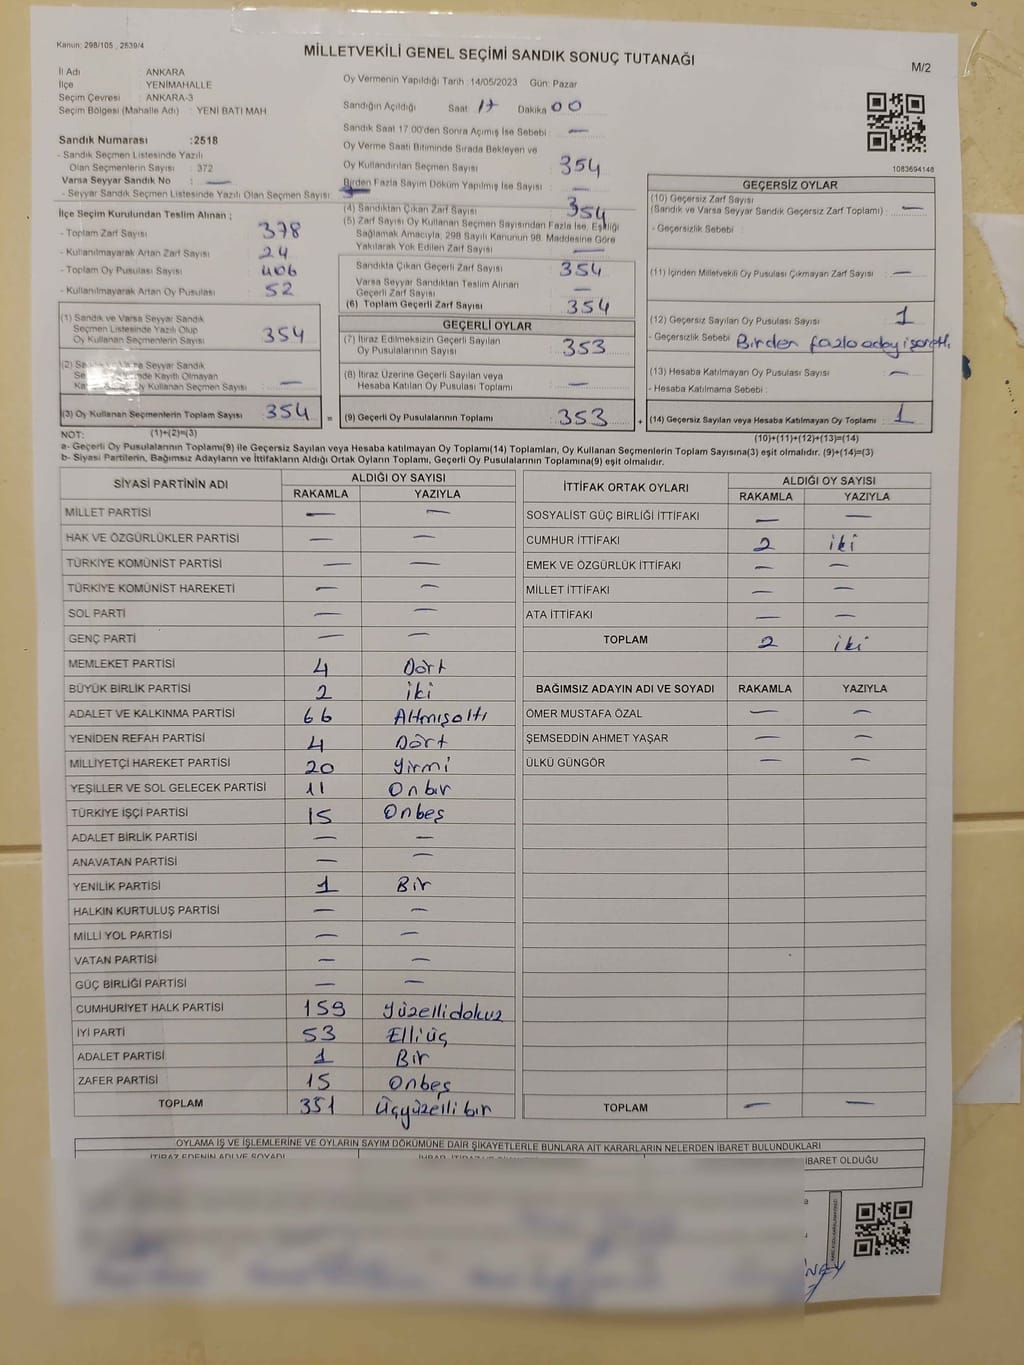 Kanun: 298/105 , 2539/4
MİLLETVEKİLİ GENEL SEÇİMİ SANDIK SONUÇ TUTANAĞI
M/2
İl Adı ANKARA
İlçe YENİMAHALLE
Seçim Çevresi : ANKARA-3
Seçim Bölgesi (Mahalle Adı) : YENİ BATI MAH
Oy Vermenin Yapıldığı Tarih :14/05/2023 Gün: Pazar
Sandığın Açıldığı Saat 17 Dakika 00
Sandık Saat 17:00'den Sonra Açımış İse Sebebi —
Oy Verme Saati Bitiminde Sırada Bekleyen ve
Oy Kullandırılan Seçmen Sayısı 354
Birden Fazla Sayım Döküm Yapılmış İse Sayısı : —
1083694148
Sandık Numarası :2518
- Sandık Seçmen Listesinde Yazılı
Olan Seçmenlerin Sayısı : 372
Varsa Seyyar Sandık No : —
- Seyyar Sandık Seçmen Listesinde Yazılı Olan Seçmen Sayısı :
İlçe Seçim Kurulundan Teslim Alınan ;
- Toplam Zarf Sayısı 378
- Kullanılmayarak Artan Zarf Sayısı 24
- Toplam Oy Pusulası Sayısı 406
- Kullanılmayarak Artan Oy Pusulası 52
(4) Sandıktan Çıkan Zarf Sayısı : 354
(5) Zarf Sayısı Oy Kullanan Seçmen Sayısından Fazla İse, Eşitliği
Sağlamak Amacıyla, 298 Sayılı Kanunun 98. Maddesine Göre
Yakılarak Yok Edilen Zarf Sayısı —
Sandıkta Çıkan Geçerli Zarf Sayısı : 354
Varsa Seyyar Sandıktan Teslim Alınan
Geçerli Zarf Sayısı : —
(6) Toplam Geçerli Zarf Sayısı : 354
GEÇERSİZ OYLAR
(10) Geçersiz Zarf Sayısı
(Sandık ve Varsa Seyyar Sandık Geçersiz Zarf Toplamı) : —
- Geçersizlik Sebebi :
(11) İçinden Milletvekili Oy Pusulası Çıkmayan Zarf Sayısı : —
(12) Geçersiz Sayılan Oy Pusulası Sayısı : 1
- Geçersizlik Sebebi : Birden fazla aday işaretli
(13) Hesaba Katılmayan Oy Pusulası Sayısı : —
- Hesaba Katılmama Sebebi :
(14) Geçersiz Sayılan veya Hesaba Katılmayan Oy Toplamı : 1
(10)+(11)+(12)+(13)=(14)
(1) Sandık ve Varsa Seyyar Sandık
Seçmen Listesinde Yazılı Olup
Oy Kullanan Seçmenlerin Sayısı : 354
(2) Seyyar Sandık
Kayıtlı Olmayan
Oy Kullanan Seçmen Sayısı : —
(3) Oy Kullanan Seçmenlerin Toplam Sayısı : 354 =
(1)+(2)=(3)
GEÇERLİ OYLAR
(7) İtiraz Edilmeksizin Geçerli Sayılan
Oy Pusulalarının Sayısı : 353
(8) İtiraz Üzerine Geçerli Sayılan veya
Hesaba Katılan Oy Pusulası Toplamı : —
(9) Geçerli Oy Pusulalarının Toplamı : 353 +
NOT:
a- Geçerli Oy Pusulalarının Toplamı(9) ile Geçersiz Sayılan veya Hesaba katılmayan Oy Toplamı(14) Toplamları, Oy Kullanan Seçmenlerin Toplam Sayısına(3) eşit olmalıdır. (9)+(14)=(3)
b- Siyasi Partilerin, Bağımsız Adayların ve İttifakların Aldığı Ortak Oyların Toplamı, Geçerli Oy Pusulalarının Toplamına(9) eşit olmalıdır.
SİYASİ PARTİNİN ADI
ALDIĞI OY SAYISI
RAKAMLA YAZIYLA
MİLLET PARTİSİ — —
HAK VE ÖZGÜRLÜKLER PARTİSİ — —
TÜRKİYE KOMÜNİST PARTİSİ — —
TÜRKİYE KOMÜNİST HAREKETİ — —
SOL PARTİ — —
GENÇ PARTİ — —
MEMLEKET PARTİSİ 4 Dört
BÜYÜK BİRLİK PARTİSİ 2 iki
ADALET VE KALKINMA PARTİSİ 66 Altmışaltı
YENİDEN REFAH PARTİSİ 4 Dört
MİLLİYETÇİ HAREKET PARTİSİ 20 Yirmi
YEŞİLLER VE SOL GELECEK PARTİSİ 11 Onbir
TÜRKİYE İŞÇİ PARTİSİ 15 Onbeş
ADALET BİRLİK PARTİSİ — —
ANAVATAN PARTİSİ — —
YENİLİK PARTİSİ 1 Bir
HALKIN KURTULUŞ PARTİSİ — —
MİLLİ YOL PARTİSİ — —
VATAN PARTİSİ — —
GÜÇ BİRLİĞİ PARTİSİ — —
CUMHURİYET HALK PARTİSİ 159 Yüzellidokuz
İYİ PARTİ 53 Elliüç
ADALET PARTİSİ 1 Bir
ZAFER PARTİSİ 15 Onbeş
TOPLAM 351 Üçyüzellibir
İTTİFAK ORTAK OYLARI
ALDIĞI OY SAYISI
RAKAMLA YAZIYLA
SOSYALİST GÜÇ BİRLİĞİ İTTİFAKI — —
CUMHUR İTTİFAKI 2 iki
EMEK VE ÖZGÜRLÜK İTTİFAKI — —
MİLLET İTTİFAKI — —
ATA İTTİFAKI — —
TOPLAM 2 iki
BAĞIMSIZ ADAYIN ADI VE SOYADI RAKAMLA YAZIYLA
ÖMER MUSTAFA ÖZAL — —
ŞEMSEDDİN AHMET YAŞAR — —
ÜLKÜ GÜNGÖR — —
TOPLAM — —
OYLAMA İŞ VE İŞLEMLERİNE VE OYLARIN SAYIM DÖKÜMÜNE DAİR ŞİKAYETLERLE BUNLARA AİT KARARLARIN NELERDEN İBARET BULUNDUKLARI
İTİRAZ EDENİN ADI VE SOYADI
İBARET OLDUĞU